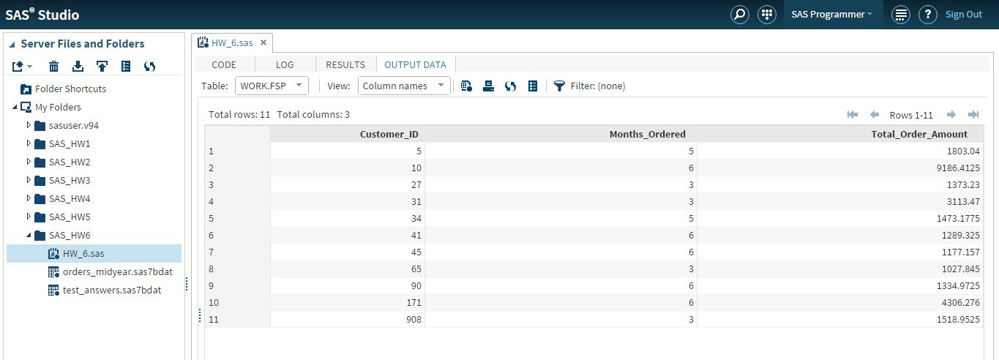 SAS® Studio
SAS Programmer
Sign Out
Server Files and Folders
Folder Shortcuts
My Folders
sasuser.v94
SAS_HW1
SAS_HW2
SAS_HW3
SAS_HW4
SAS_HW5
SAS_HW6
HW_6.sas
orders_midyear.sas7bdat
test_answers.sas7bdat
HW_6.sas
CODE LOG RESULTS OUTPUT DATA
Table: WORK.FSP View: Column names Filter: (none)
Total rows: 11 Total columns: 3 Rows 1-11
Customer_ID Months_Ordered Total_Order_Amount
1 5 5 1803.04
2 10 6 9186.4125
3 27 3 1373.23
4 31 3 3113.47
5 34 5 1473.1775
6 41 6 1289.325
7 45 6 1177.157
8 65 3 1027.845
9 90 6 1334.9725
10 171 6 4306.276
11 908 3 1518.9525